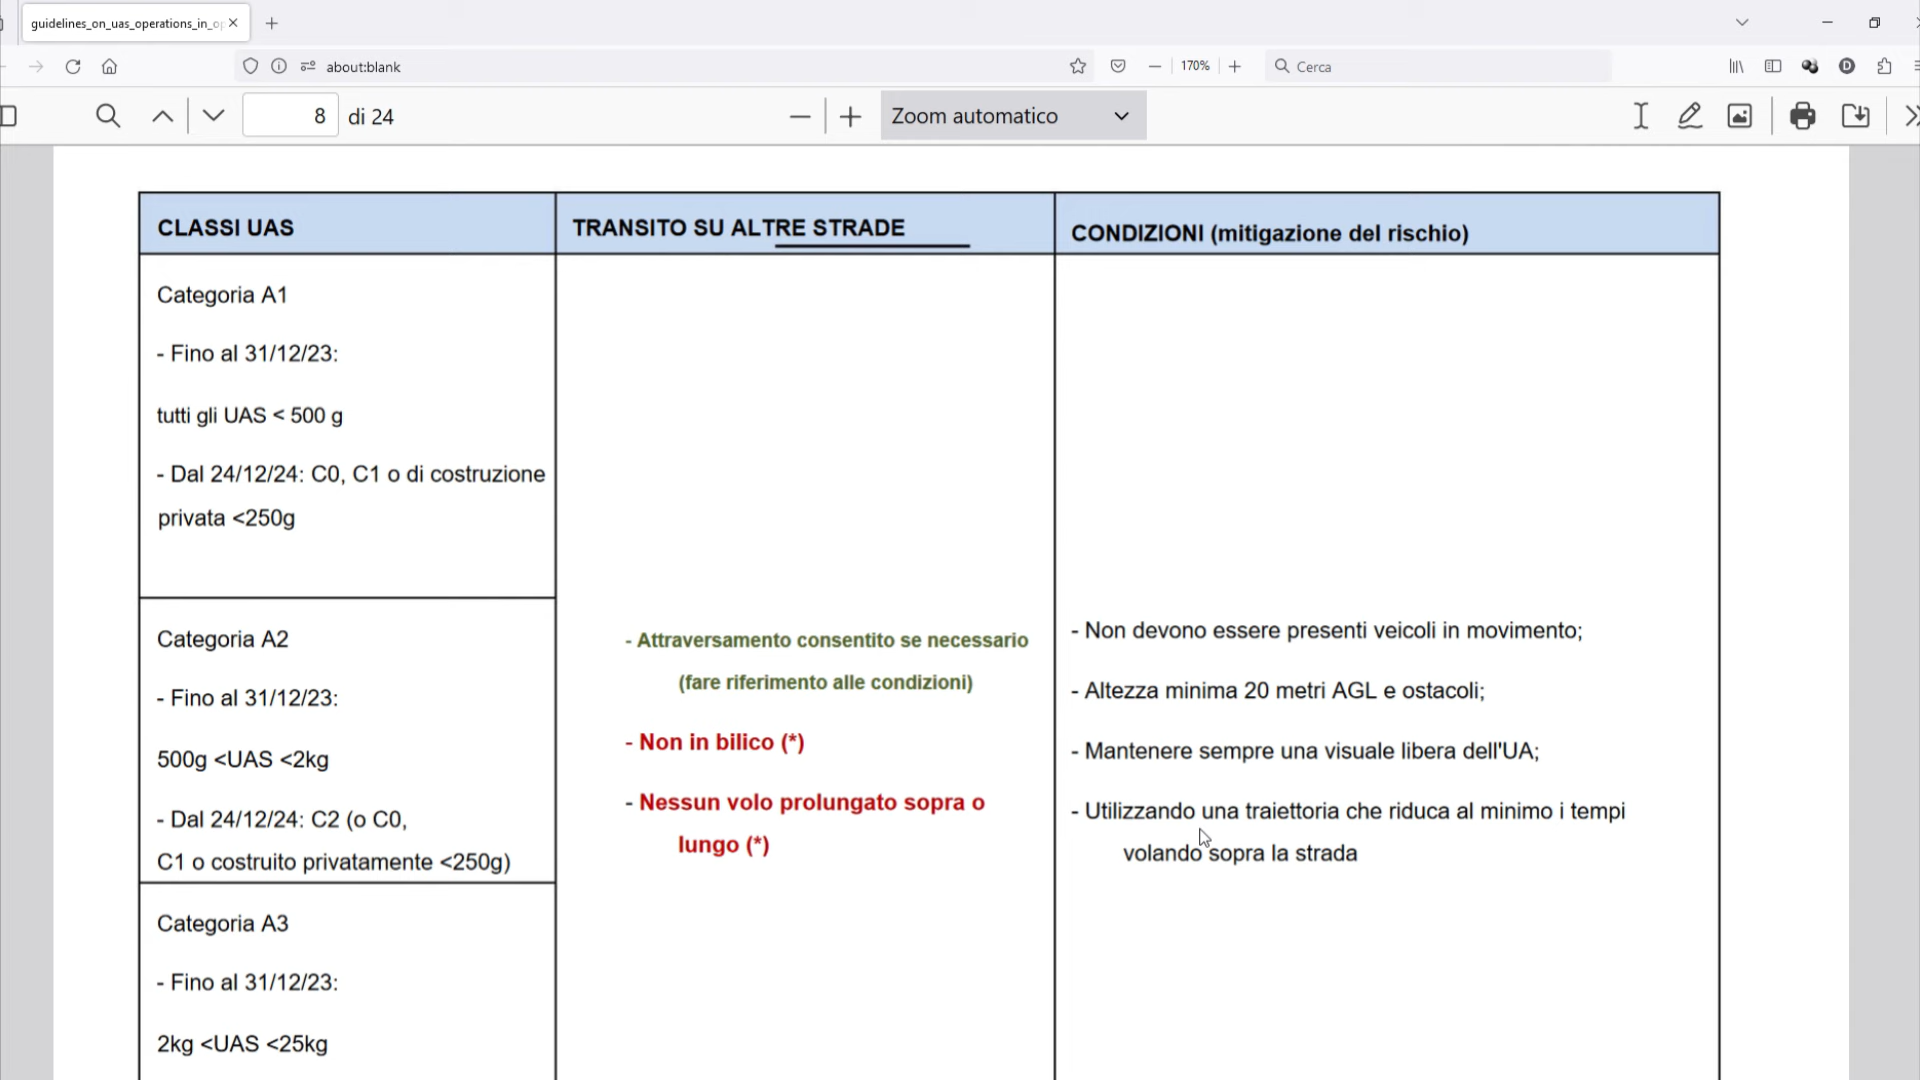 guidelines_on_uas_operations_in_o
about:blank
170%
Cerca
D
8 di 24
Zoom automatico
CLASSI UAS
TRANSITO SU ALTRE STRADE
CONDIZIONI (mitigazione del rischio)
Categoria A1
- Fino al 31/12/23:
tutti gli UAS < 500 g
- Dal 24/12/24: C0, C1 o di costruzione
privata <250g
Categoria A2
- Fino al 31/12/23:
500g <UAS <2kg
- Dal 24/12/24: C2 (o C0,
C1 o costruito privatamente <250g)
Categoria A3
- Fino al 31/12/23:
2kg <UAS <25kg
- Attraversamento consentito se necessario
(fare riferimento alle condizioni)
- Non in bilico (*)
- Nessun volo prolungato sopra o
lungo (*)
- Non devono essere presenti veicoli in movimento;
- Altezza minima 20 metri AGL e ostacoli;
- Mantenere sempre una visuale libera dell'UA;
- Utilizzando una traiettoria che riduca al minimo i tempi
volando sopra la strada